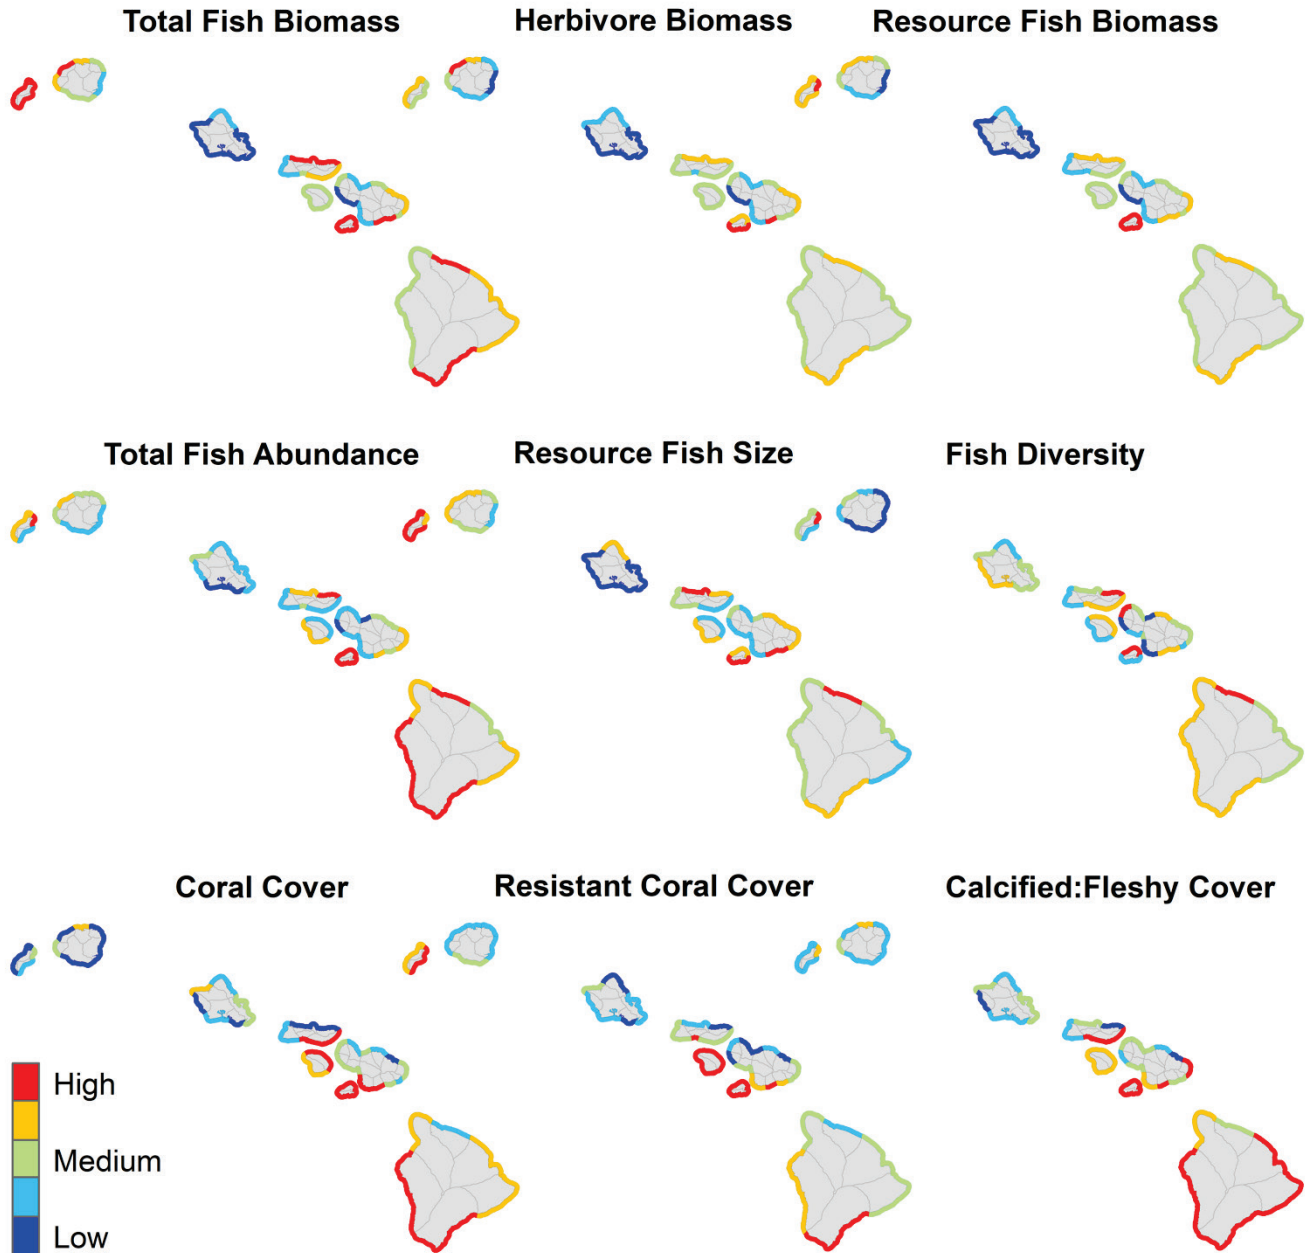 Total Fish Biomass
Herbivore Biomass
Resource Fish Biomass
Total Fish Abundance
Resource Fish Size
Fish Diversity
Coral Cover
Resistant Coral Cover
Calcified:Fleshy Cover
High
Medium
Low